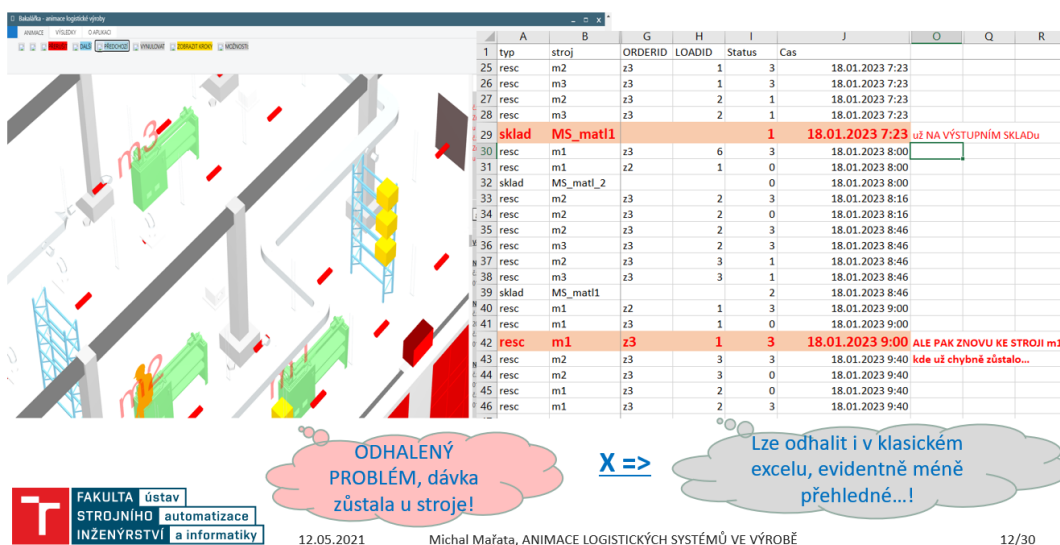 Bakalářka - animace logistické výroby
ANIMACE VÝSLEDKY O APLIKACI
DALŠÍ PŘEDCHOZÍ VYNULOVAT ZOBRAZIT KROKY MOŽNOSTI
m3
m2
m1
A B G H I J O Q R
1 typ stroj ORDERID LOADID Status Cas
25 resc m2 z3 1 3 18.01.2023 7:23
26 resc m3 z3 1 3 18.01.2023 7:23
27 resc m2 z3 2 1 18.01.2023 7:23
28 resc m3 z3 2 1 18.01.2023 7:23
29 sklad MS_matl1 1 18.01.2023 7:23 už NA VÝSTUPNÍM SKLADu
30 resc m1 z3 6 3 18.01.2023 8:00
31 resc m1 z2 1 0 18.01.2023 8:00
32 sklad MS_matl_2 0 18.01.2023 8:00
33 resc m2 z3 2 3 18.01.2023 8:16
34 resc m2 z3 2 0 18.01.2023 8:16
35 resc m2 z3 2 3 18.01.2023 8:46
36 resc m3 z3 2 3 18.01.2023 8:46
37 resc m2 z3 3 1 18.01.2023 8:46
38 resc m3 z3 3 1 18.01.2023 8:46
39 sklad MS_matl1 2 18.01.2023 8:46
40 resc m1 z2 1 3 18.01.2023 9:00
41 resc m1 z3 1 0 18.01.2023 9:00
42 resc m1 z3 1 3 18.01.2023 9:00 ALE PAK ZNOVU KE STROJI m1
43 resc m2 z3 3 3 18.01.2023 9:40 kde už chybně zůstalo...
44 resc m2 z3 3 0 18.01.2023 9:40
45 resc m1 z3 2 0 18.01.2023 9:40
46 resc m1 z3 2 3 18.01.2023 9:40
ODHALENÝ
PROBLÉM, dávka
zůstala u stroje!
X =>
Lze odhalit i v klasickém
excelu, evidentně méně
přehledné...!
FAKULTA ústav
STROJNÍHO automatizace
INŽENÝRSTVÍ a informatiky
12.05.2021 Michal Mařata, ANIMACE LOGISTICKÝCH SYSTÉMŮ VE VÝROBĚ 12/30